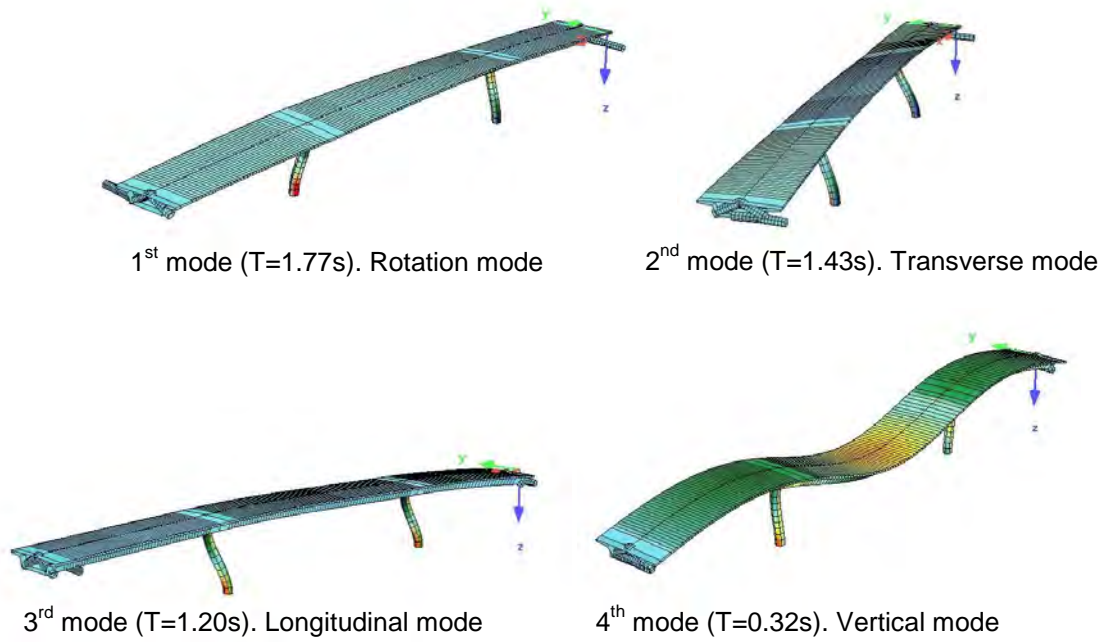 y
z
y
x
z
1st mode (T=1.77s). Rotation mode
2nd mode (T=1.43s). Transverse mode
y
z
y
z
3rd mode (T=1.20s). Longitudinal mode
4th mode (T=0.32s). Vertical mode